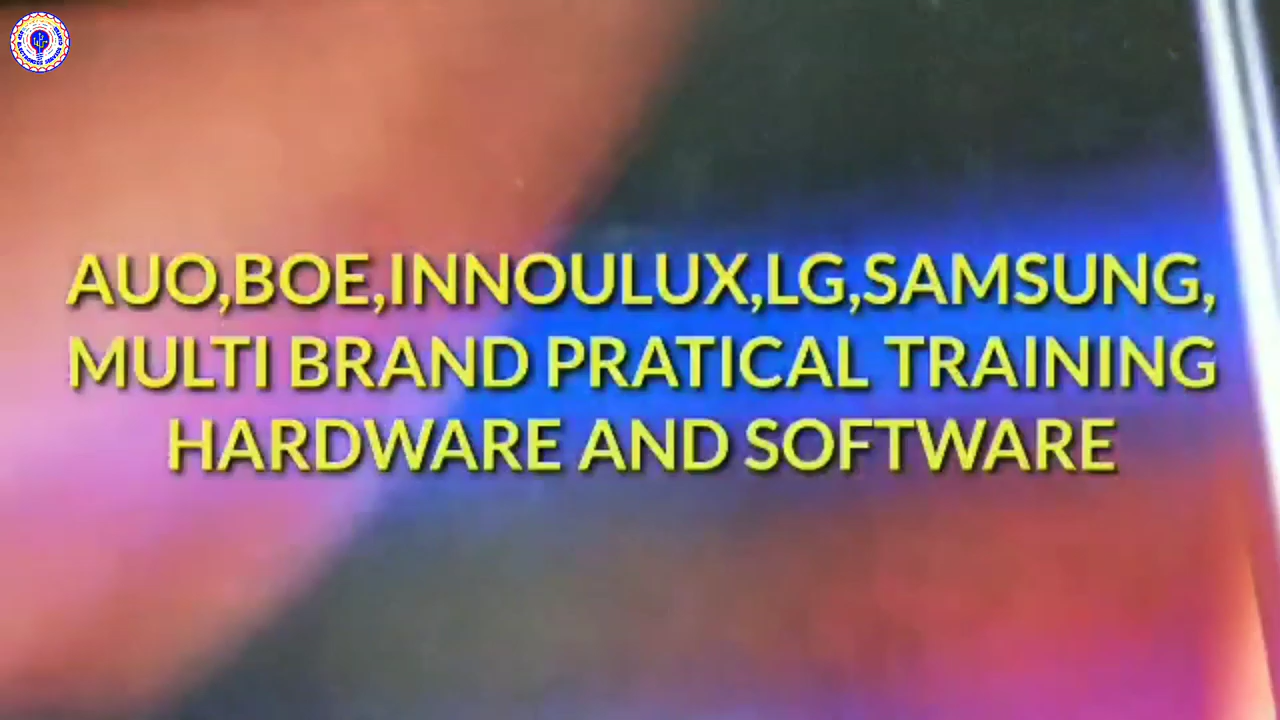 AUO,BOE,INNOULUX,LG,SAMSUNG,
MULTI BRAND PRATICAL TRAINING
HARDWARE AND SOFTWARE